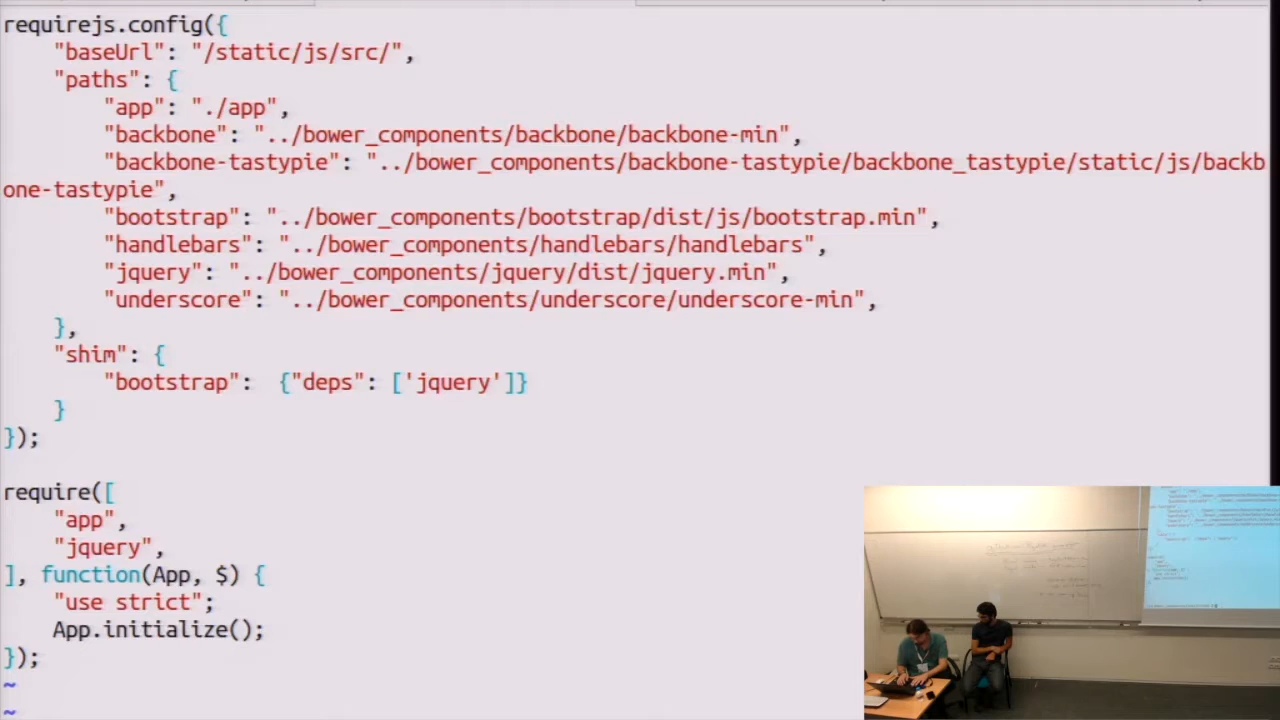 requirejs.config({
    "baseUrl": "/static/js/src/",
    "paths": {
        "app": "./app",
        "backbone": "../bower_components/backbone/backbone-min",
        "backbone-tastypie": "../bower_components/backbone-tastypie/backbone_tastypie/static/js/backb
one-tastypie",
        "bootstrap": "../bower_components/bootstrap/dist/js/bootstrap.min",
        "handlebars": "../bower_components/handlebars/handlebars",
        "jquery": "../bower_components/jquery/dist/jquery.min",
        "underscore": "../bower_components/underscore/underscore-min",
    },
    "shim": {
        "bootstrap":  {"deps": ['jquery']}
    }
});
require([
    "app",
    "jquery",
], function(App, $) {
    "use strict";
    App.initialize();
});
~
~